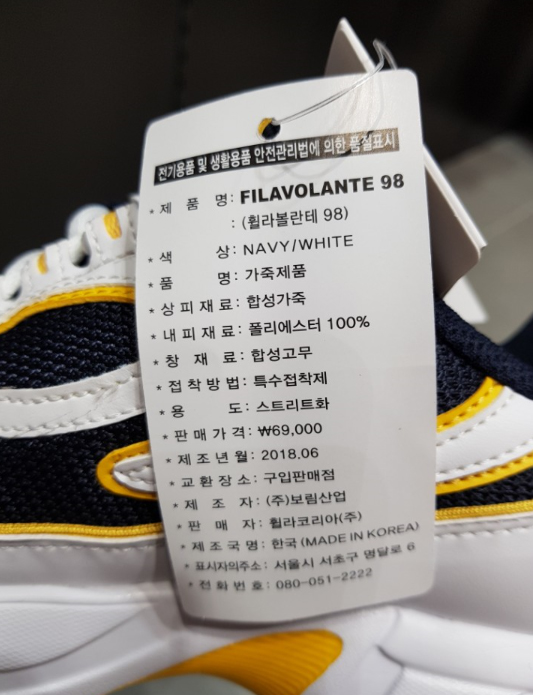 전기용품 및 생활용품 안전관리법에 의한 품질표시
* 제 품 명: FILAVOLANTE 98
: (휠라볼란테 98)
* 색 상: NAVY/WHITE
* 품 명: 가죽제품
* 상 피 재 료: 합성가죽
* 내 피 재 료: 폴리에스터 100%
* 창 재 료: 합성고무
* 접 착 방 법: 특수접착제
* 용 도: 스트리트화
* 판 매 가 격: ₩69,000
* 제 조 년 월: 2018.06
* 교 환 장 소: 구입판매점
* 제 조 자: (주)보림산업
* 판 매 자: 휠라코리아(주)
* 제 조 국 명: 한국 (MADE IN KOREA)
* 표시자의주소: 서울시 서초구 명달로 6
* 전 화 번 호: 080-051-2222